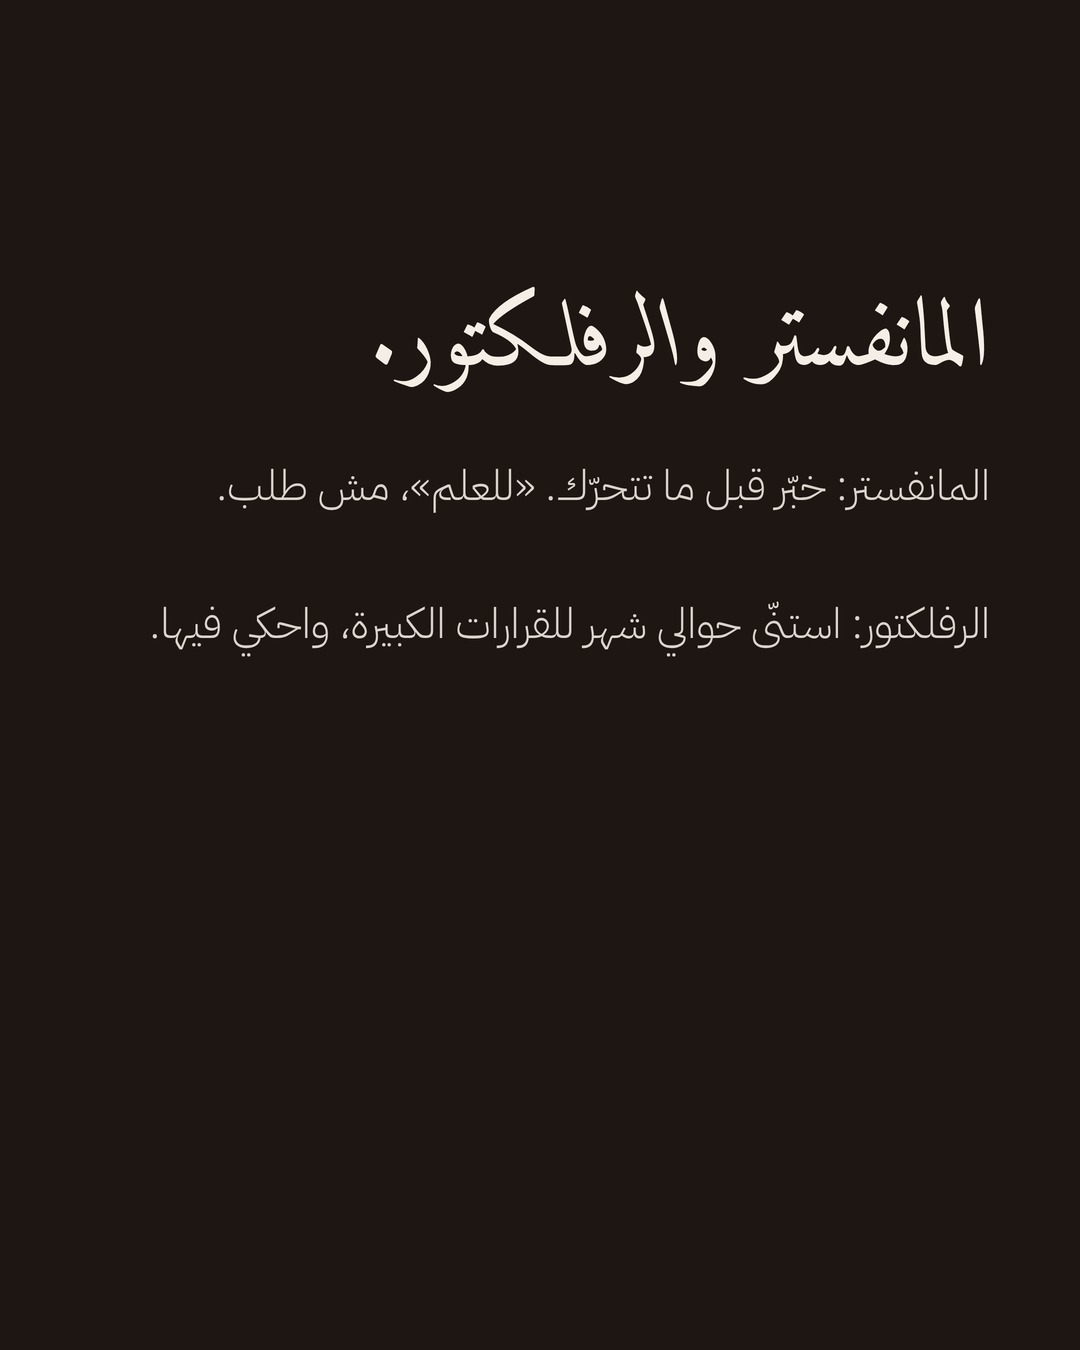 المانفستر والرفلكتور.
المانفستر: خبّر قبل ما تتحرّك. «للعلم»، مش طلب.
الرفلكتور: استنّى حوالي شهر للقرارات الكبيرة، واحكي فيها.